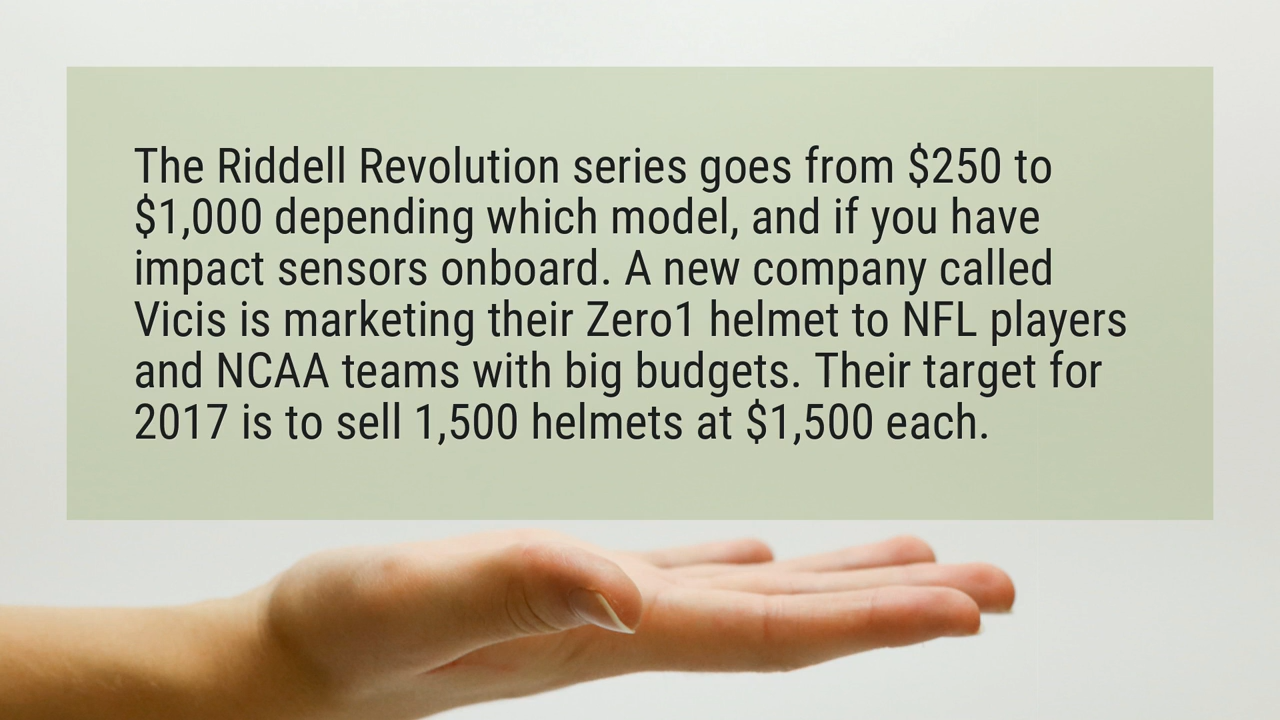 The Riddell Revolution series goes from $250 to
$1,000 depending which model, and if you have
impact sensors onboard. A new company called
Vicis is marketing their Zero1 helmet to NFL players
and NCAA teams with big budgets. Their target for
2017 is to sell 1,500 helmets at $1,500 each.